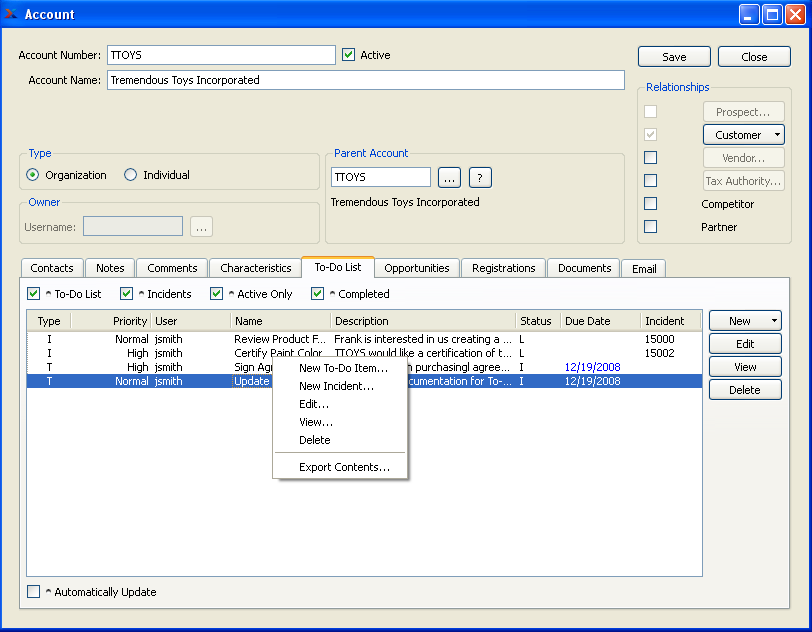 Account
Account Number: TTOYS Active Save Close
Account Name: Tremendous Toys Incorporated
Relationships
Prospect...
Customer
Vendor...
Tax Authority...
Competitor
Partner
Type
Organization Individual
Parent Account
TTOYS ... ?
Tremendous Toys Incorporated
Owner
Username: ...
Contacts Notes Comments Characteristics To-Do List Opportunities Registrations Documents Email
^ To-Do List ^ Incidents ^ Active Only ^ Completed
Type Priority User Name Description Status Due Date Incident
I Normal jsmith Review Product F... Frank is interested in us creating a ... L 15000
I High jsmith Certify Paint Color TTOYS would like a certification of t... L 15002
T High jsmith Sign Agr purchasingl agree... I 12/19/2008
T Normal jsmith Update cumentation for To-... I 12/19/2008
New To-Do Item...
New Incident...
Edit...
View...
Delete
Export Contents...
New
Edit
View
Delete
^ Automatically Update